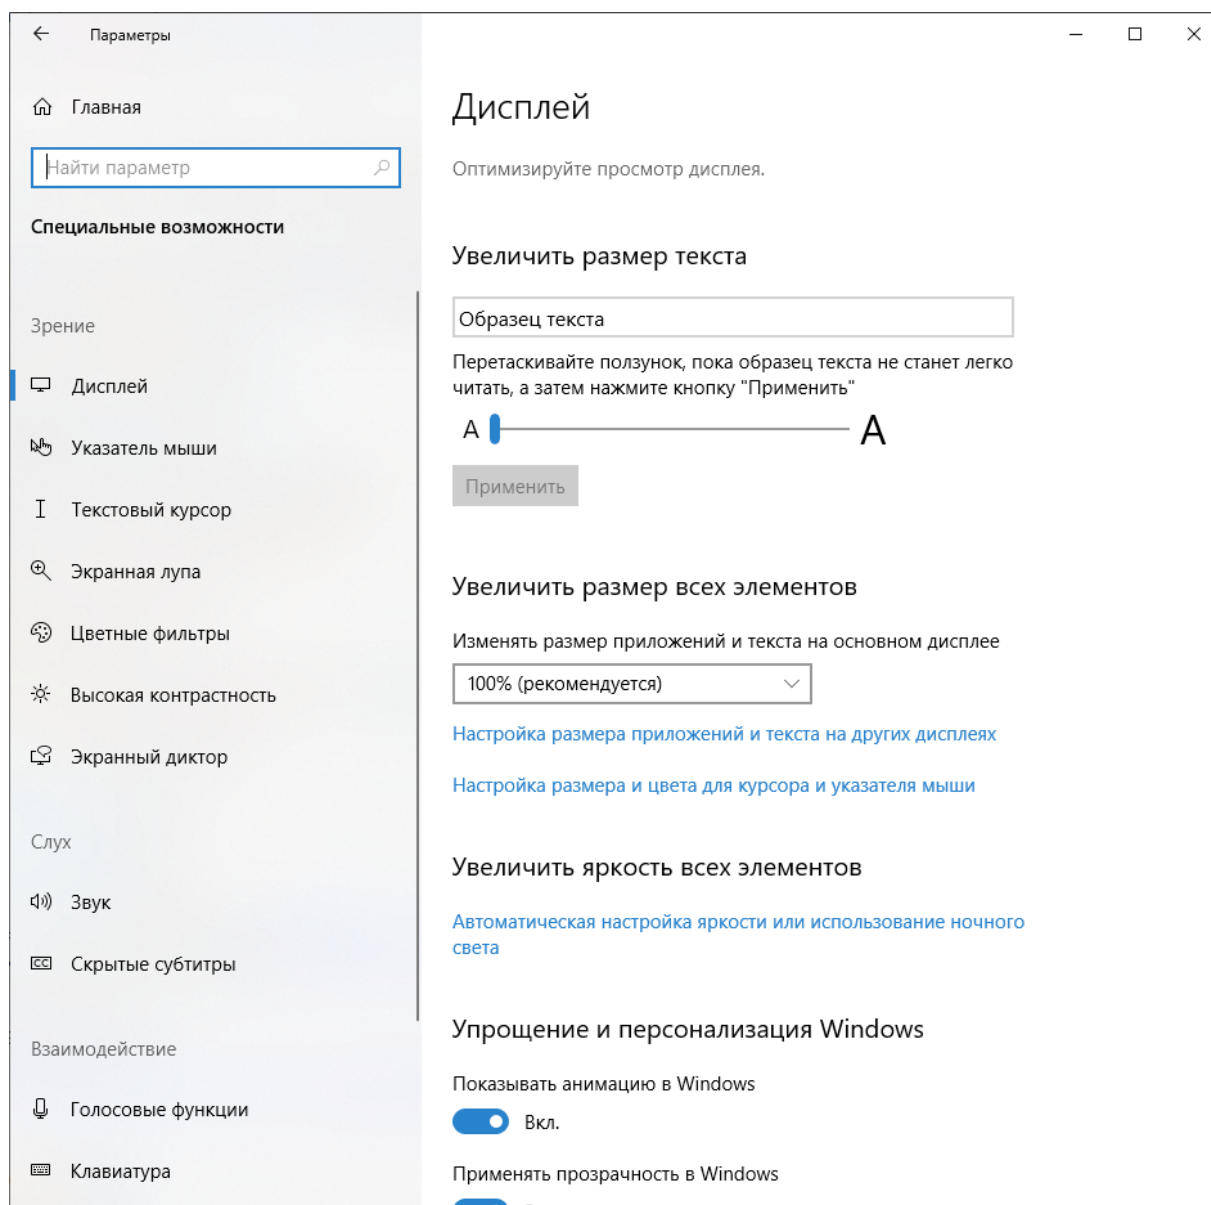 Параметры
Главная
Найти параметр
Специальные возможности
Зрение
Дисплей
Указатель мыши
Текстовый курсор
Экранная лупа
Цветные фильтры
Высокая контрастность
Экранный диктор
Слух
Звук
Скрытые субтитры
Взаимодействие
Голосовые функции
Клавиатура
Дисплей
Оптимизируйте просмотр дисплея.
Увеличить размер текста
Образец текста
Перетаскивайте ползунок, пока образец текста не станет легко
читать, а затем нажмите кнопку "Применить"
A A
Применить
Увеличить размер всех элементов
Изменять размер приложений и текста на основном дисплее
100% (рекомендуется)
Настройка размера приложений и текста на других дисплеях
Настройка размера и цвета для курсора и указателя мыши
Увеличить яркость всех элементов
Автоматическая настройка яркости или использование ночного
света
Упрощение и персонализация Windows
Показывать анимацию в Windows
Вкл.
Применять прозрачность в Windows